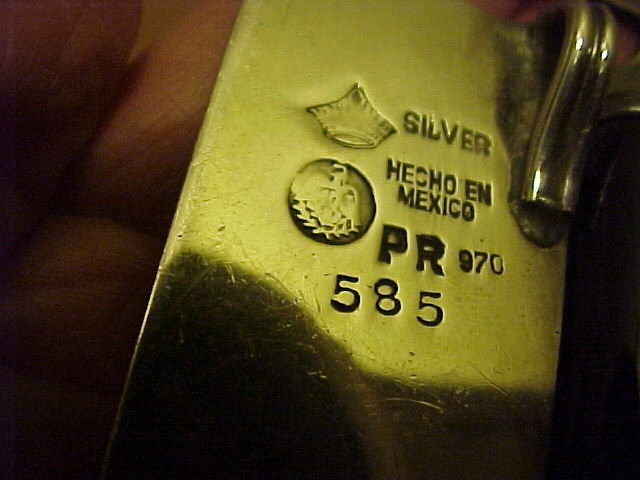 SILVER
HECHO EN
MEXICO
PR 970
585